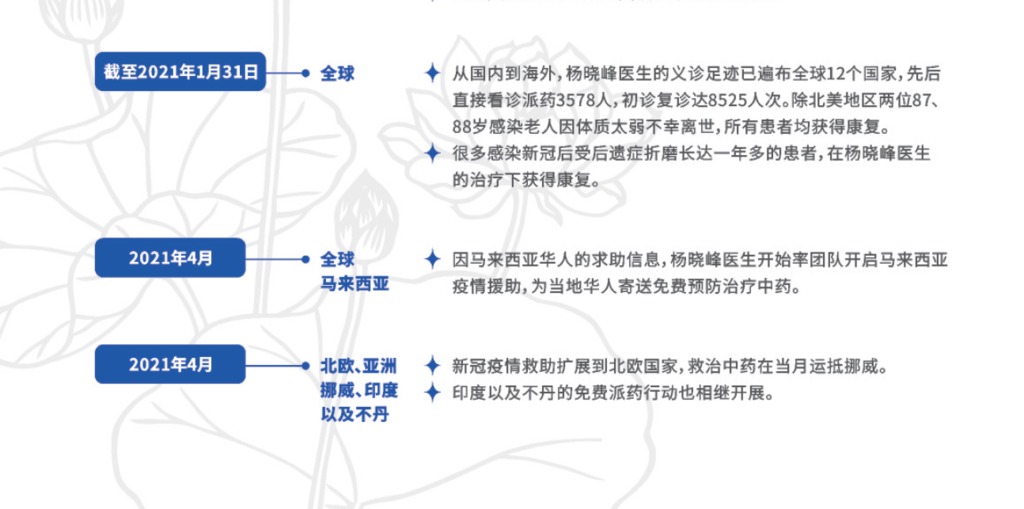 截至2021年1月31日
全球
从国内到海外,杨晓峰医生的义诊足迹已遍布全球12个国家,先后
直接看诊派药3578人,初诊复诊达8525人次。除北美地区两位87、
88岁感染老人因体质太弱不幸离世,所有患者均获得康复。
很多感染新冠后受后遗症折磨长达一年多的患者,在杨晓峰医生
的治疗下获得康复。
2021年4月
全球
马来西亚
因马来西亚华人的求助信息,杨晓峰医生开始率团队开启马来西亚
疫情援助,为当地华人寄送免费预防治疗中药。
2021年4月
北欧、亚洲
挪威、印度
以及不丹
新冠疫情救助扩展到北欧国家,救治中药在当月运抵挪威。
印度以及不丹的免费派药行动也相继开展。